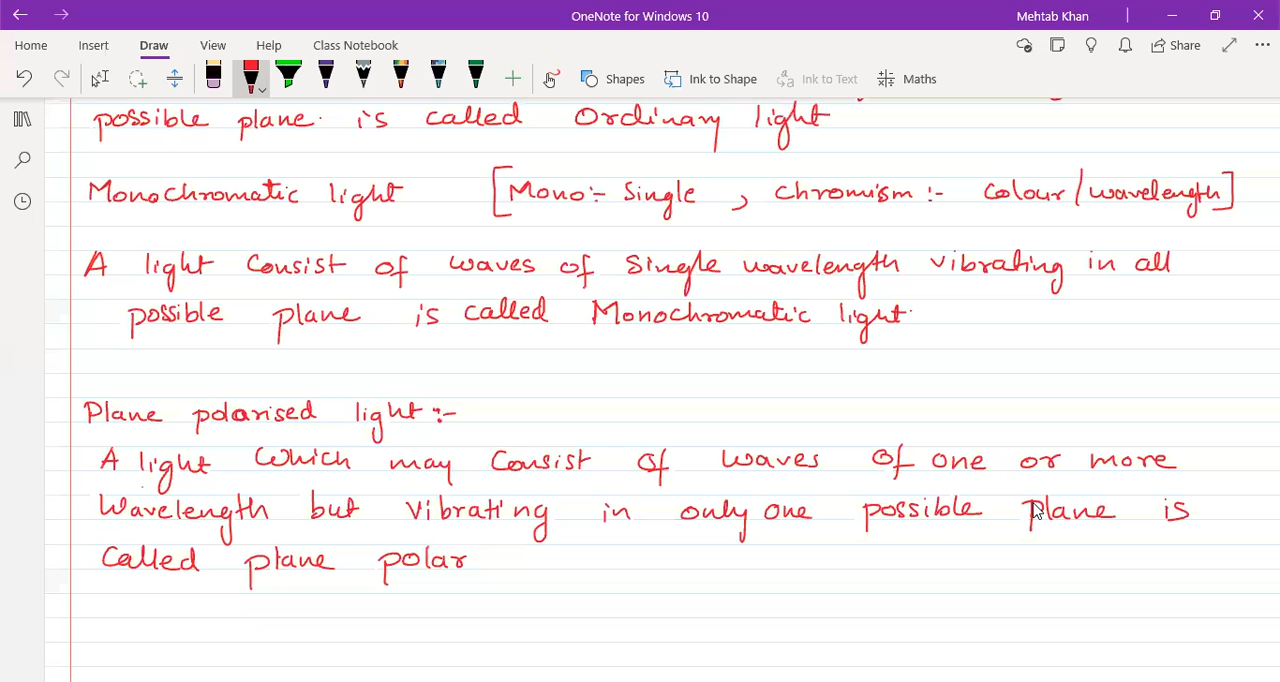 OneNote for Windows 10
Mehtab Khan
Home Insert Draw View Help Class Notebook
Share
Shapes Ink to Shape Ink to Text Maths
possible plane. is called Ordinary light
Monochromatic light [Mono:- Single , chromism:- Colour/wavelength]
A light Consist of waves of Single wavelength vibrating in all
possible plane is called Monochromatic light.
Plane polarised light:-
A light Which may Consist of waves of one or more
Wavelength but vibrating in only one possible plane is
Called plane polar